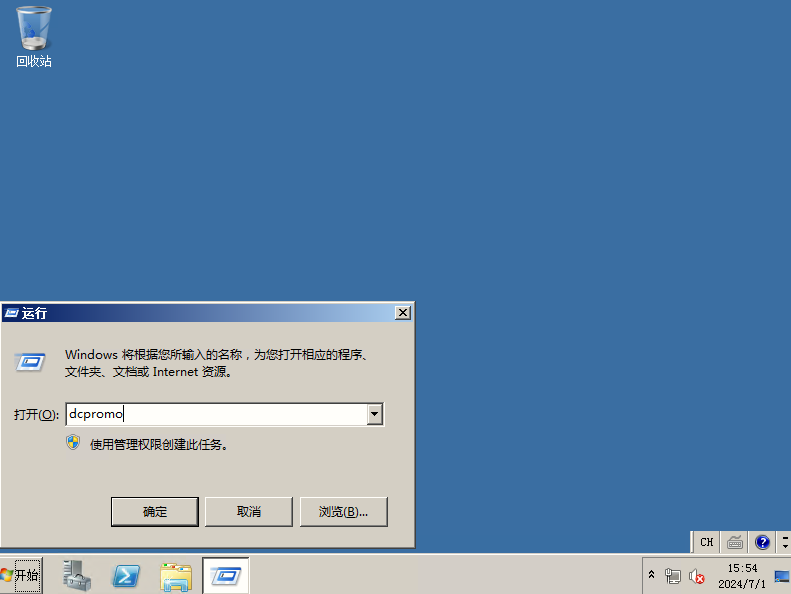 回收站
运行
Windows 将根据您所输入的名称，为您打开相应的程序、
文件夹、文档或 Internet 资源。
打开(O):
dcpromo
使用管理权限创建此任务。
确定
取消
浏览(B)...
CH
开始
15:54
2024/7/1